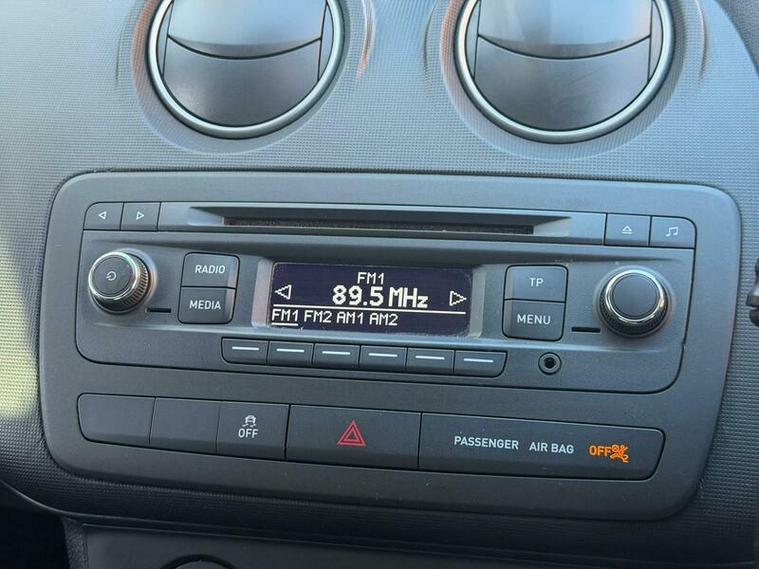 RADIO
MEDIA
FM1
89.5 MHz
FM1 FM2 AM1 AM2
TP
MENU
OFF
PASSENGER AIR BAG OFF